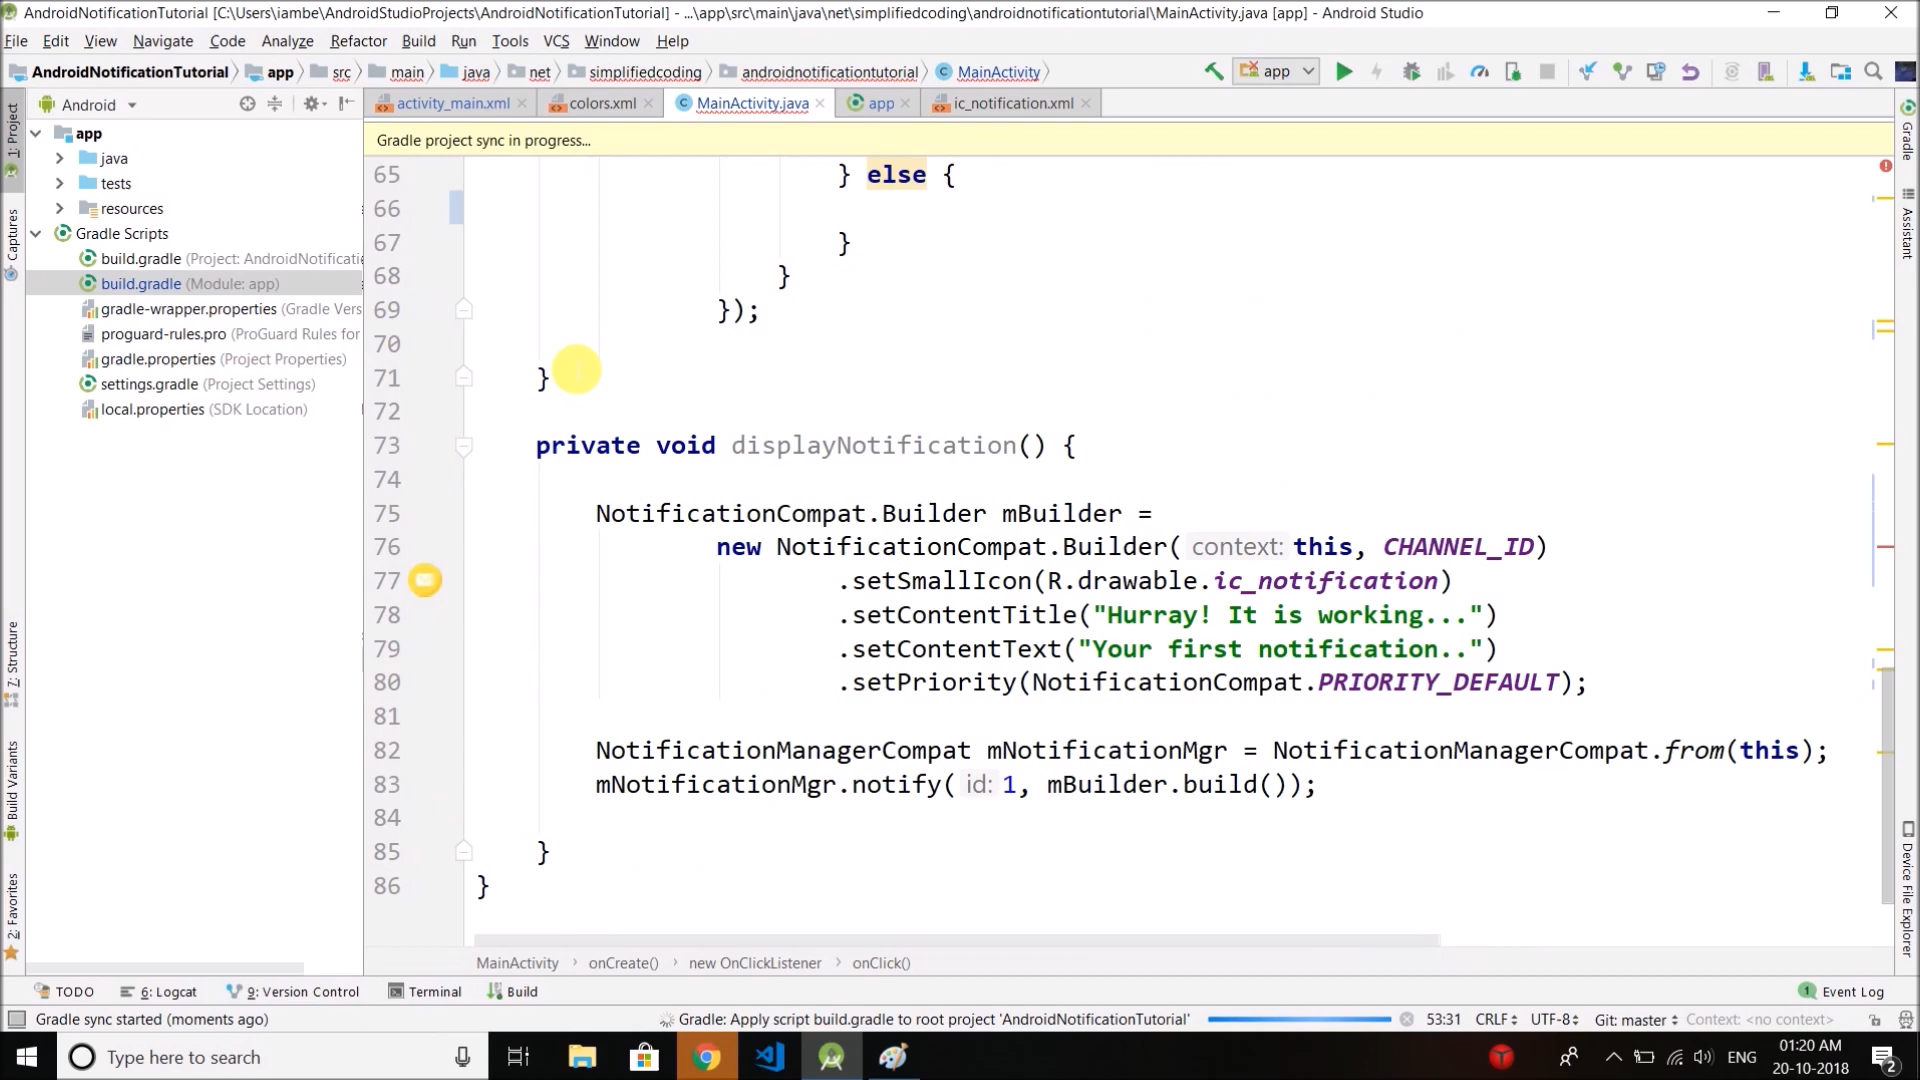 AndroidNotificationTutorial [C:\Users\iambe\AndroidStudioProjects\AndroidNotificationTutorial] - ...\app\src\main\java\net\simplifiedcoding\androidnotificationtutorial\MainActivity.java [app] - Android Studio
File Edit View Navigate Code Analyze Refactor Build Run Tools VCS Window Help
AndroidNotificationTutorial app src main java net simplifiedcoding androidnotificationtutorial MainActivity app
Android activity_main.xml colors.xml MainActivity.java app ic_notification.xml
1: Project
Captures
7: Structure
Build Variants
2: Favorites
app
java
tests
resources
Gradle Scripts
build.gradle (Project: AndroidNotificati
build.gradle (Module: app)
gradle-wrapper.properties (Gradle Vers
proguard-rules.pro (ProGuard Rules for
gradle.properties (Project Properties)
settings.gradle (Project Settings)
local.properties (SDK Location)
Gradle project sync in progress...
65 } else {
66
67 }
68 }
69 });
70
71 }
72
73 private void displayNotification() {
74
75 NotificationCompat.Builder mBuilder =
76 new NotificationCompat.Builder( context: this, CHANNEL_ID)
77 .setSmallIcon(R.drawable.ic_notification)
78 .setContentTitle("Hurray! It is working...")
79 .setContentText("Your first notification..")
80 .setPriority(NotificationCompat.PRIORITY_DEFAULT);
81
82 NotificationManagerCompat mNotificationMgr = NotificationManagerCompat.from(this);
83 mNotificationMgr.notify( id: 1, mBuilder.build());
84
85 }
86 }
Gradle
Assistant
Device File Explorer
MainActivity › onCreate() › new OnClickListener › onClick()
TODO 6: Logcat 9: Version Control Terminal Build 1 Event Log
Gradle sync started (moments ago) Gradle: Apply script build.gradle to root project 'AndroidNotificationTutorial' 53:31 CRLF UTF-8 Git: master Context: <no context>
Type here to search ENG 01:20 AM
20-10-2018 2